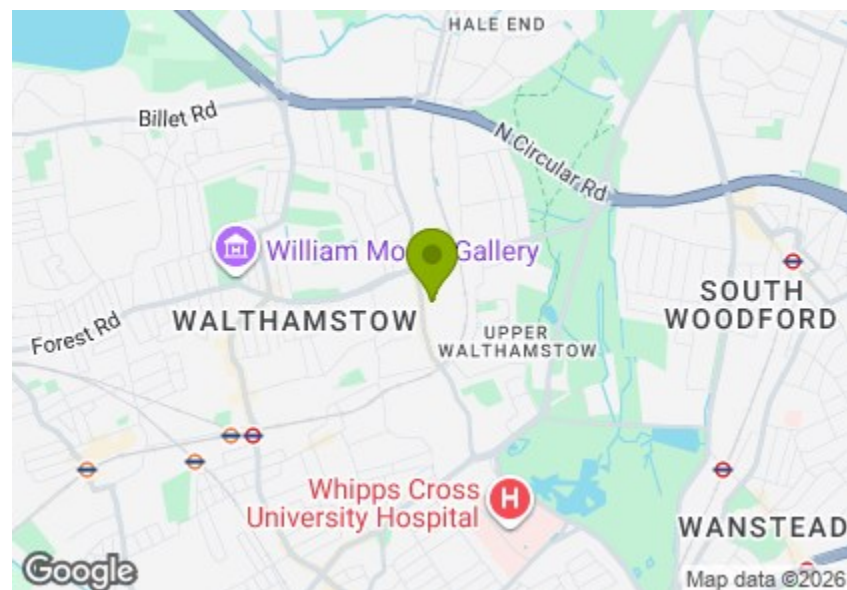 HALE END
Billet Rd
N Circular Rd
William Mo Gallery
SOUTH
WOODFORD
WALTHAMSTOW
Forest Rd
UPPER
WALTHAMSTOW
Whipps Cross
University Hospital
H
WANSTEAD
Google
Map data ©2026